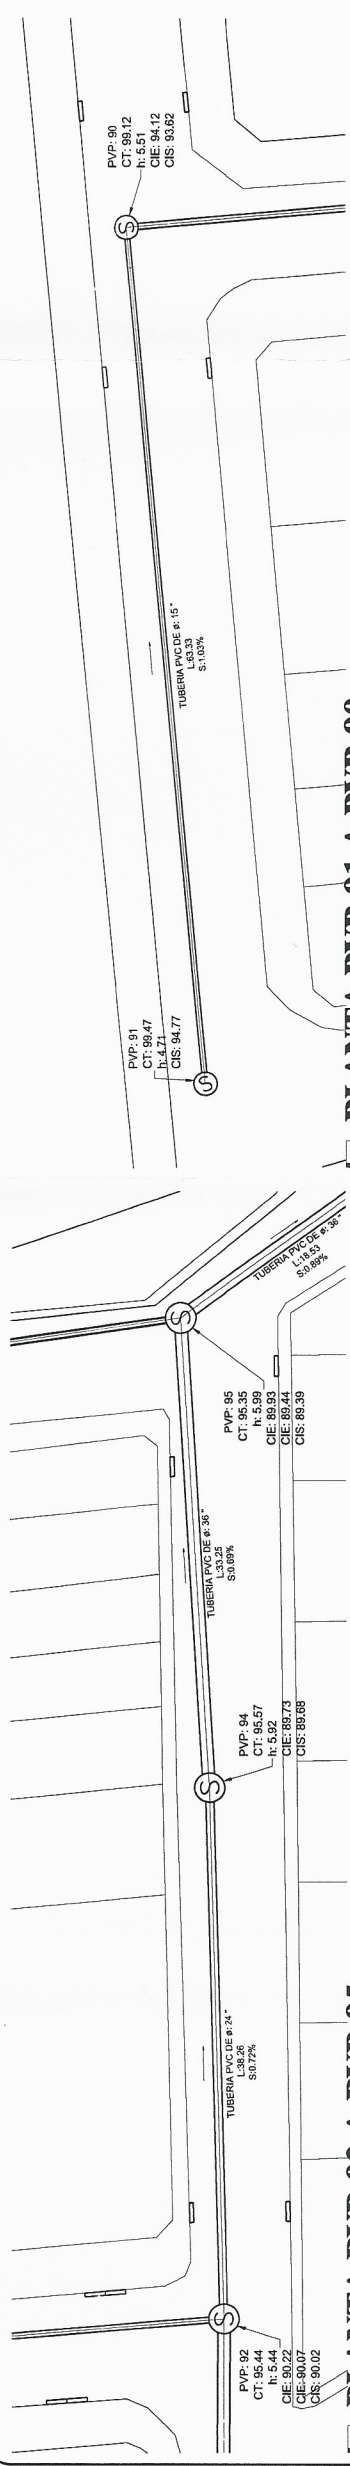 PVP: 90
CT: 99.12
h: 5.51
CIE: 94.12
CIS: 93.62
TUBERIA PVC DE ø: 15"
L:63.33
S:1.03%
PVP: 91
CT: 99.47
h: 4.71
CIS: 94.77
TUBERIA PVC DE ø: 36"
L:18.53
S:0.89%
PVP: 95
CT: 95.35
h: 5.99
CIE: 89.93
CIE: 89.44
CIS: 89.39
TUBERIA PVC DE ø: 36"
L:33.25
S:0.69%
PVP: 94
CT: 95.57
h: 5.92
CIE: 89.73
CIS: 89.68
TUBERIA PVC DE ø: 24"
L:38.26
S:0.72%
PVP: 92
CT: 95.44
h: 5.44
CIE: 90.22
CIE: 90.07
CIS: 90.02